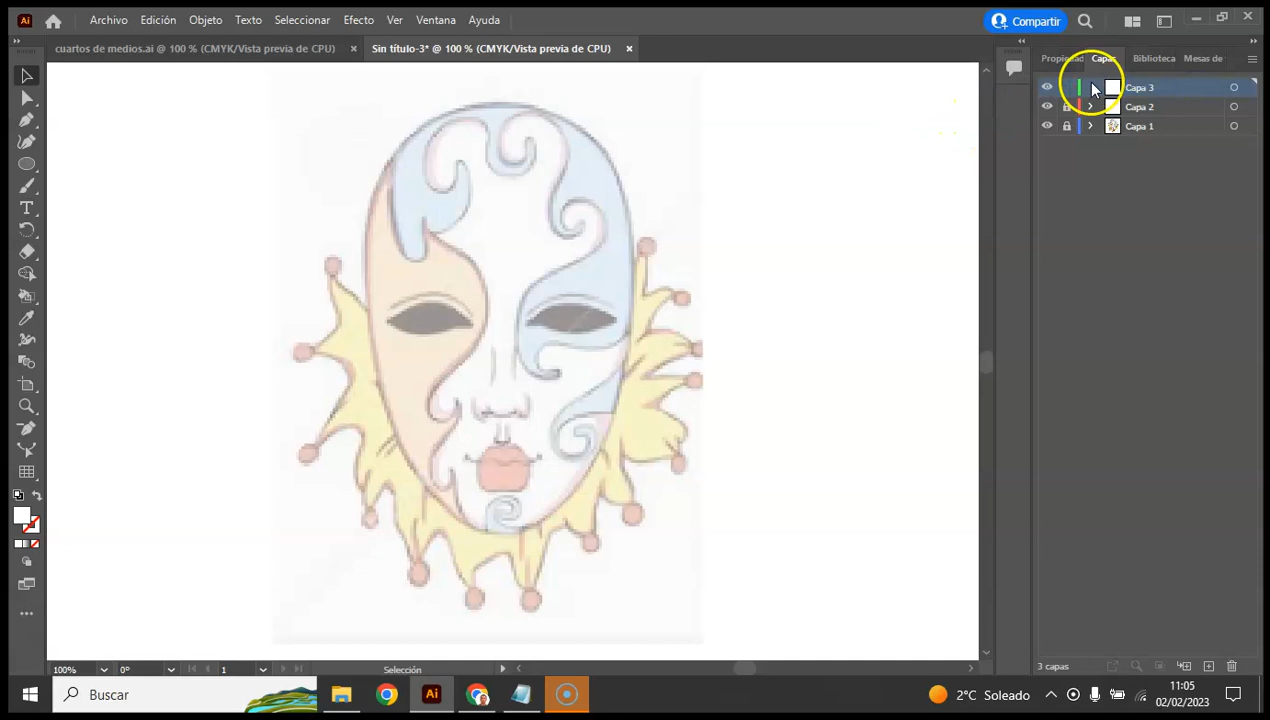 Ai
Archivo Edición Objeto Texto Seleccionar Efecto Ver Ventana Ayuda
Compartir
cuartos de medios.ai @ 100 % (CMYK/Vista previa de CPU)
Sin título-3* @ 100 % (CMYK/Vista previa de CPU)
Propiedad Capas Biblioteca Mesas de
Capa 3
Capa 2
Capa 1
100% 0° 1 Selección
3 capas
Buscar
Ai
2°C Soleado
11:05
02/02/2023